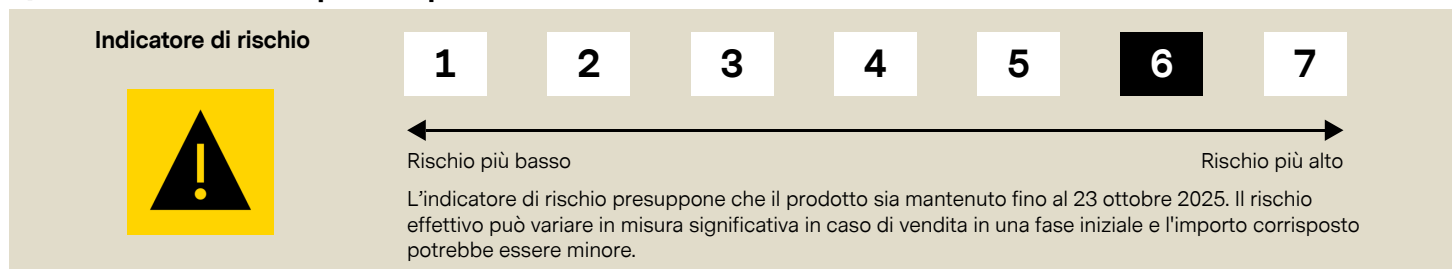 Indicatore di rischio
1 2 3 4 5 6 7
Rischio più basso Rischio più alto
L'indicatore di rischio presuppone che il prodotto sia mantenuto fino al 23 ottobre 2025. Il rischio
effettivo può variare in misura significativa in caso di vendita in una fase iniziale e l'importo corrisposto
potrebbe essere minore.